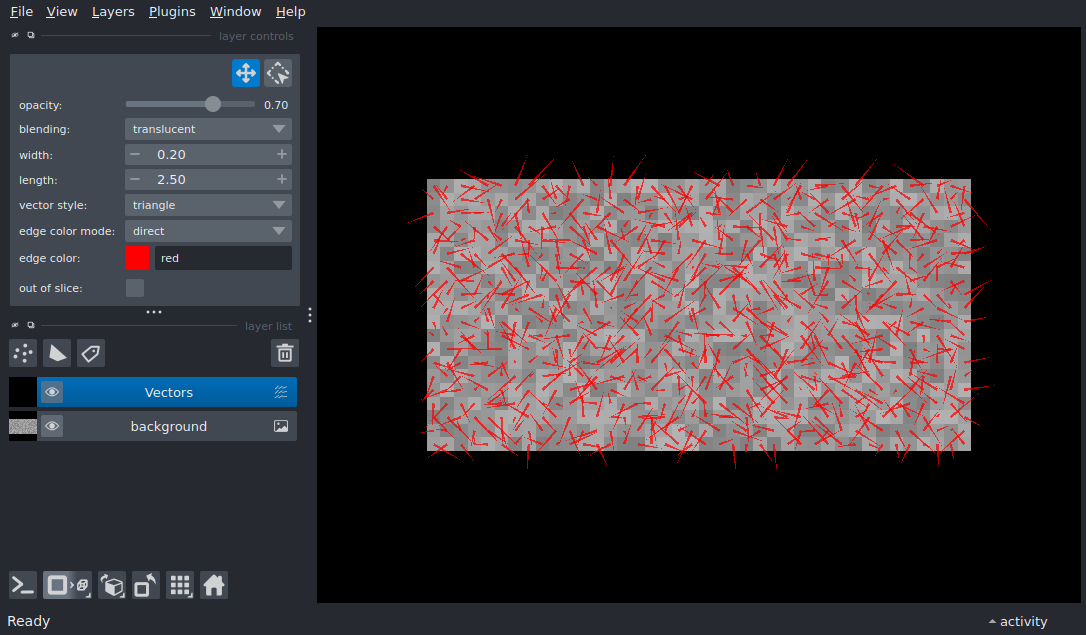 File View Layers Plugins Window Help
layer controls
opacity: 0.70
blending: translucent
width: − 0.20 +
length: − 2.50 +
vector style: triangle
edge color mode: direct
edge color: red
out of slice:
layer list
Vectors
background
Ready activity